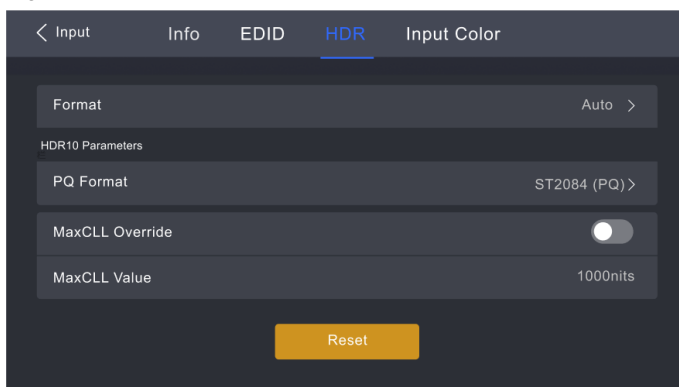 Input Info EDID HDR Input Color
Format Auto >
HDR10 Parameters
PQ Format ST2084 (PQ) >
MaxCLL Override
MaxCLL Value 1000nits
Reset